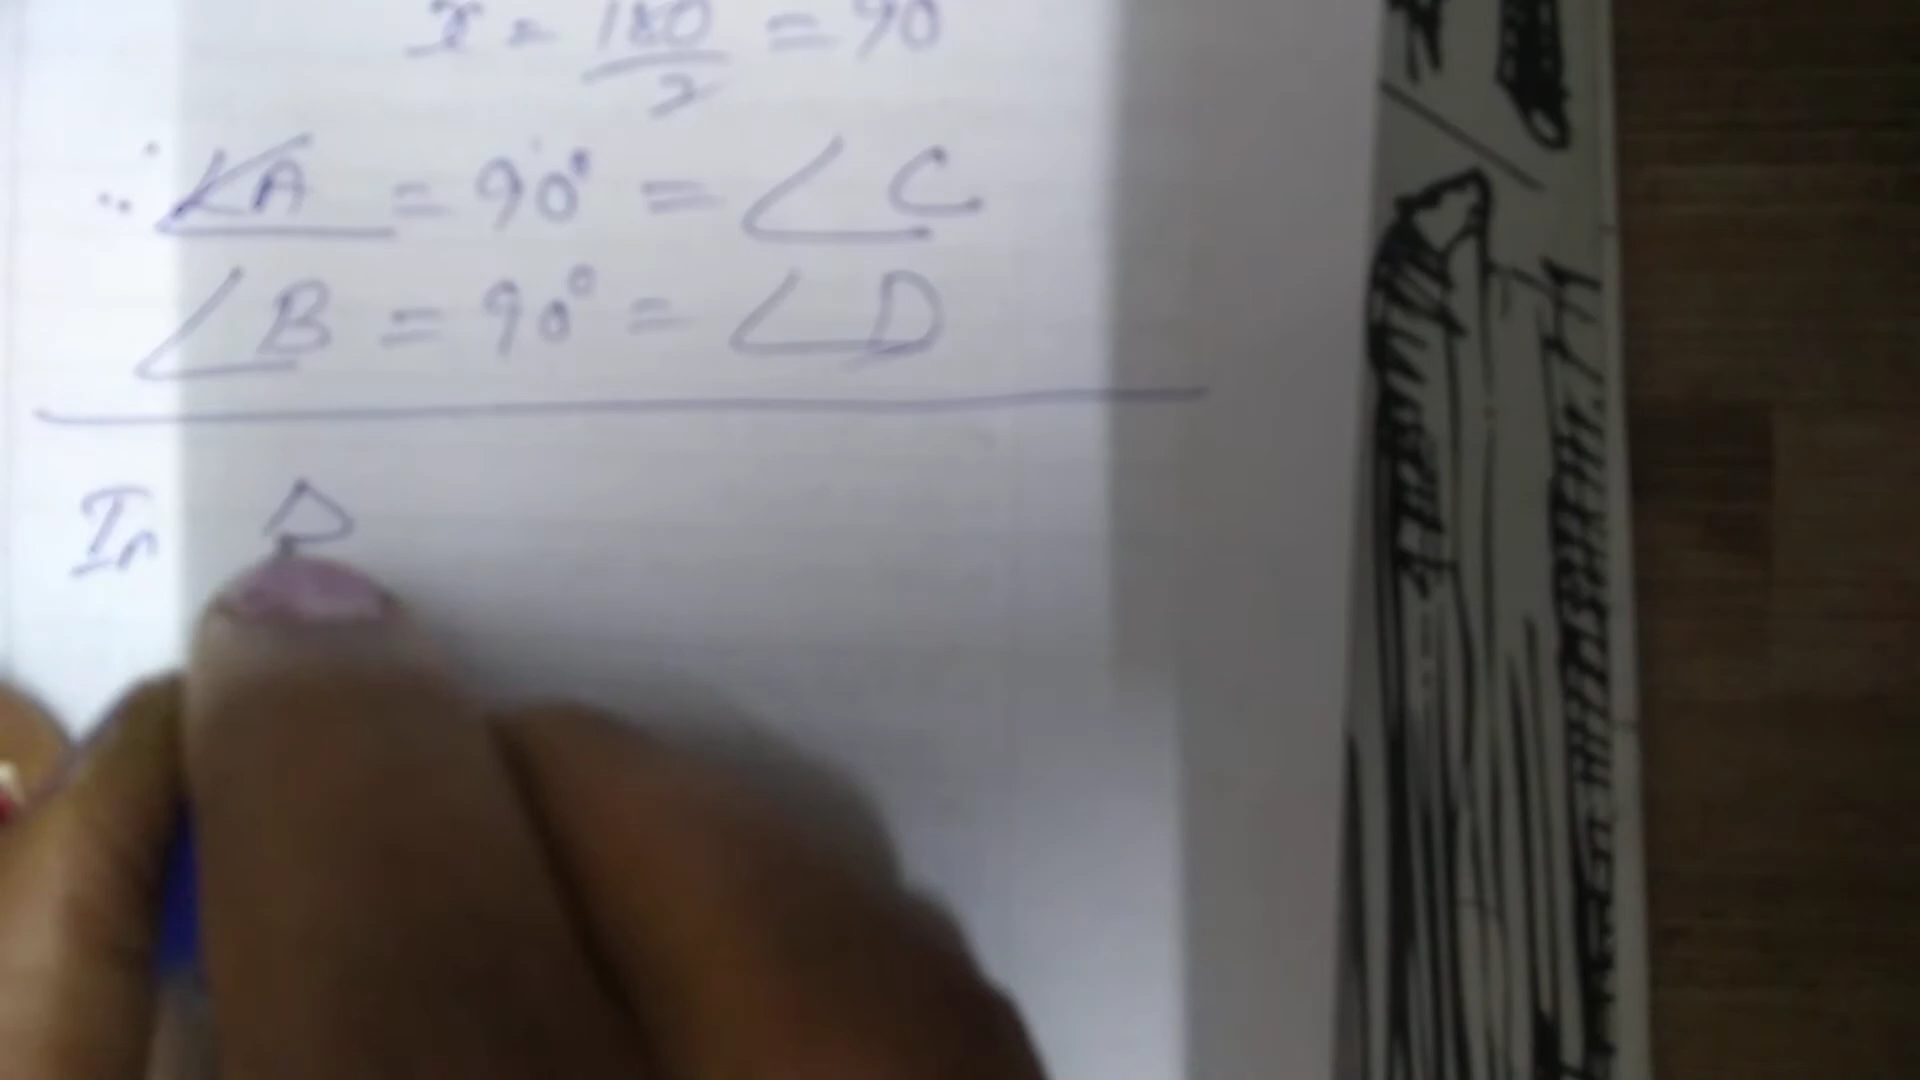 x = 180/2 = 90
∴ ∠A = 90° = ∠C
∠B = 90° = ∠D
In